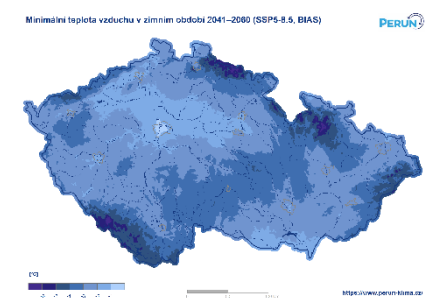 Minimální teplota vzduchu v zimním období 2041–2060 (SSP5-8.5, BIAS)
PERUN
[°C]
https://www.perun-klima.cz/